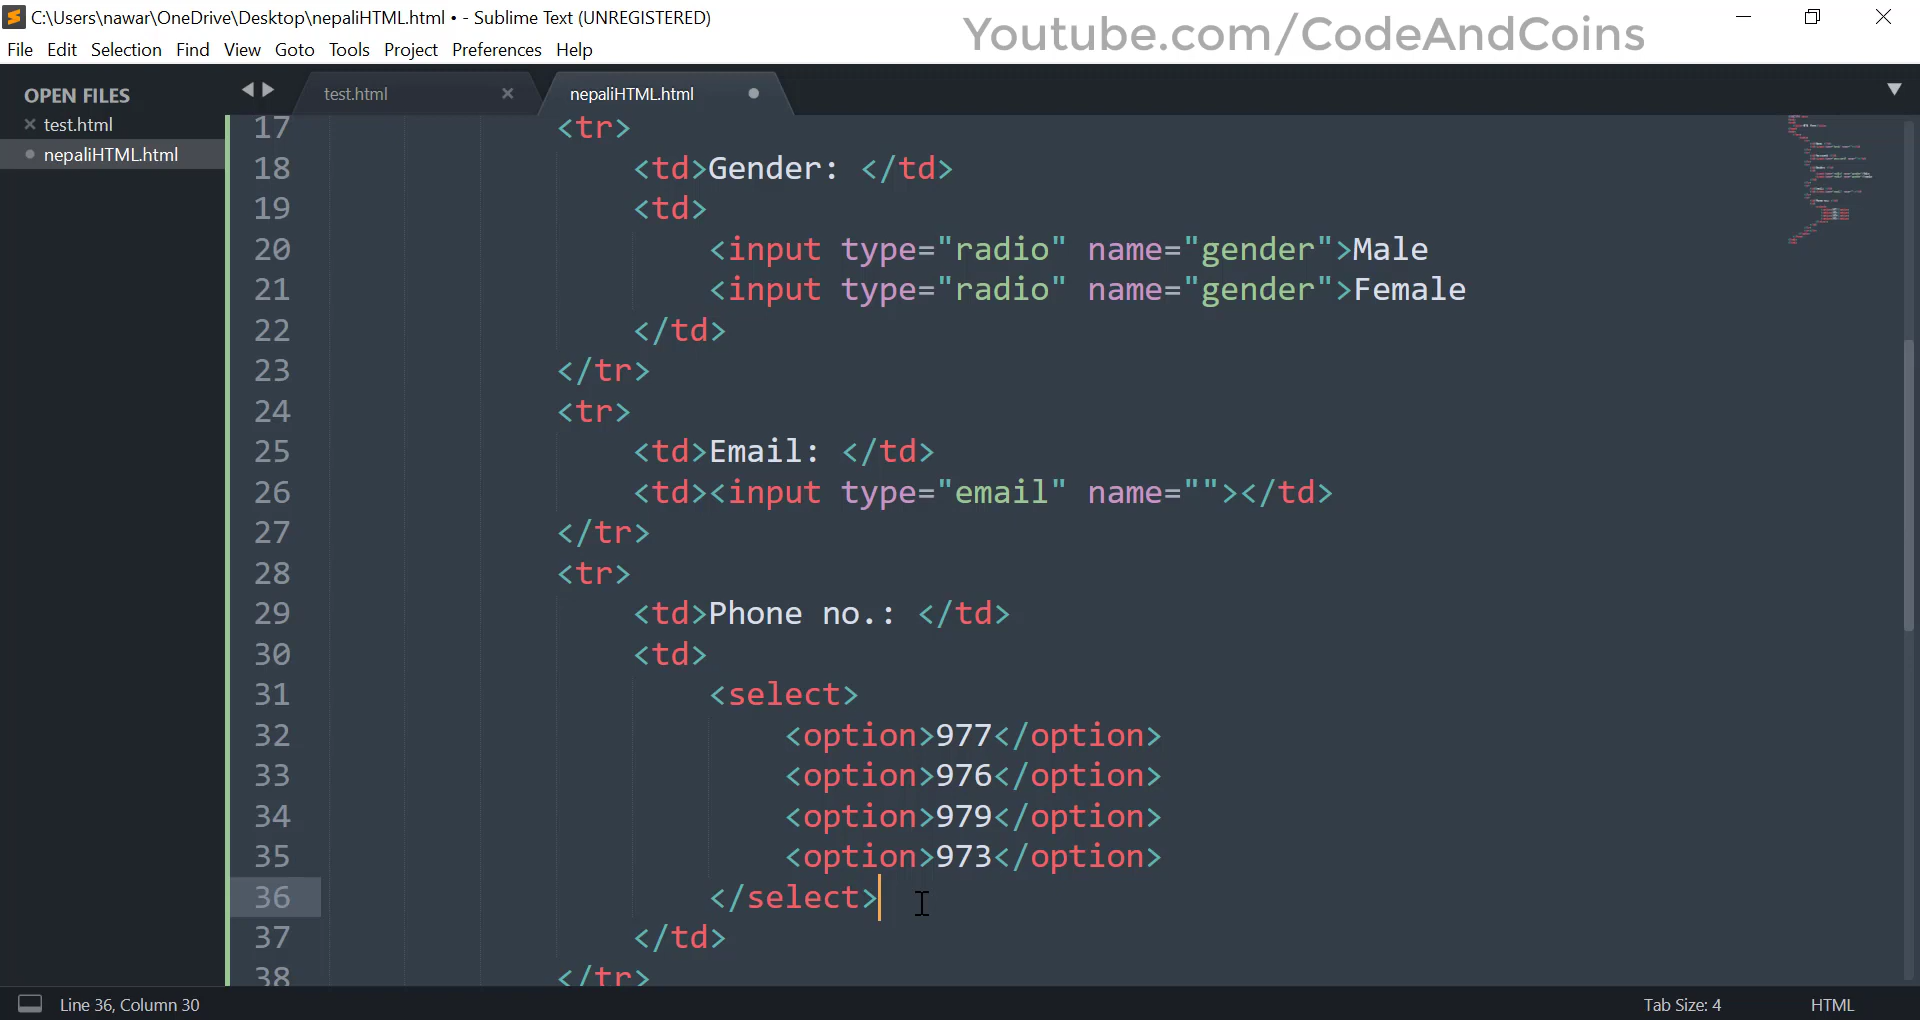 C:\Users\nawar\OneDrive\Desktop\nepaliHTML.html • - Sublime Text (UNREGISTERED)
Youtube.com/CodeAndCoins
File Edit Selection Find View Goto Tools Project Preferences Help
OPEN FILES
test.html
nepaliHTML.html
test.html
nepaliHTML.html
17 <tr>
18 <td>Gender: </td>
19 <td>
20 <input type="radio" name="gender">Male
21 <input type="radio" name="gender">Female
22 </td>
23 </tr>
24 <tr>
25 <td>Email: </td>
26 <td><input type="email" name=""></td>
27 </tr>
28 <tr>
29 <td>Phone no.: </td>
30 <td>
31 <select>
32 <option>977</option>
33 <option>976</option>
34 <option>979</option>
35 <option>973</option>
36 </select>
37 </td>
38 </tr>
Line 36, Column 30
Tab Size: 4
HTML